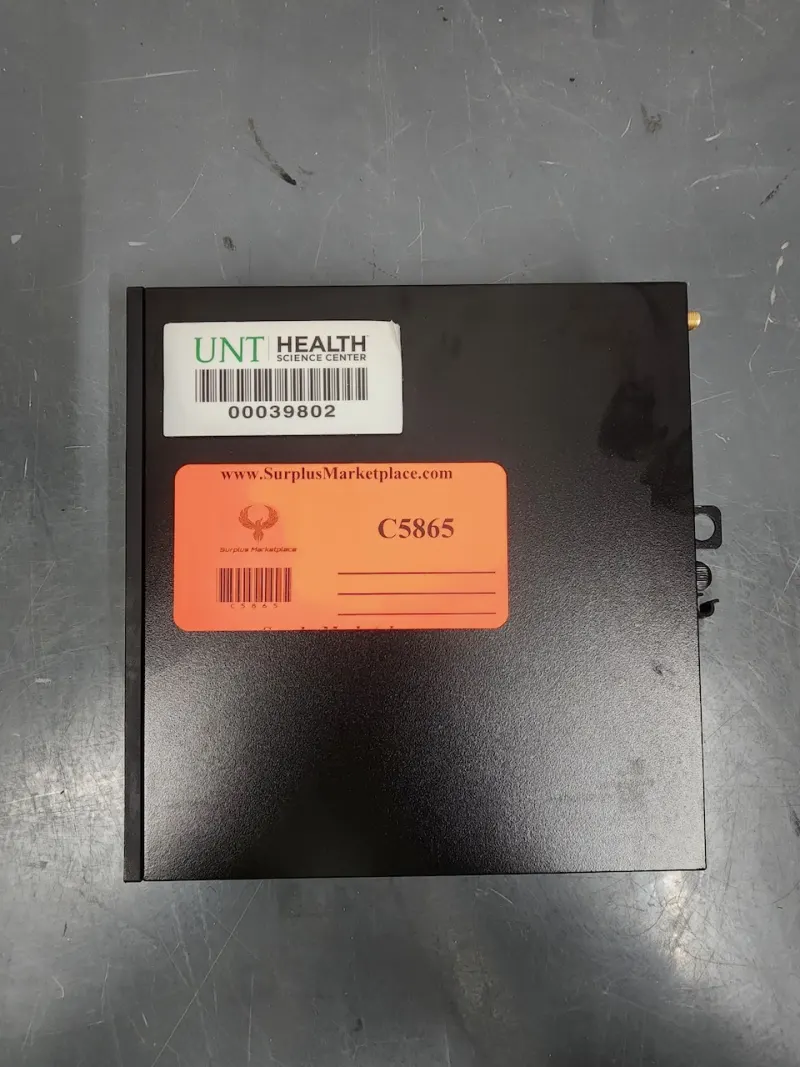 UNT HEALTH
SCIENCE CENTER
00039802
www.SurplusMarketplace.com
C5865
Surplus Marketplace
C5865